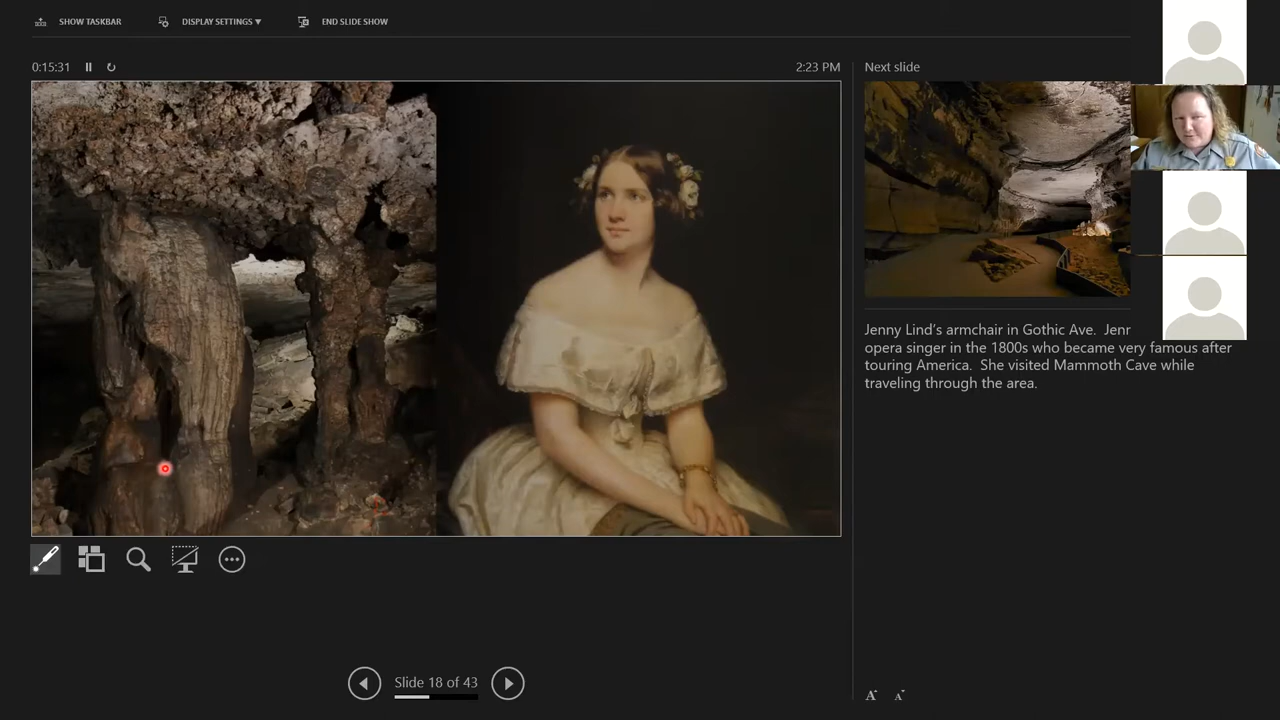 SHOW TASKBAR
DISPLAY SETTINGS ▼
END SLIDE SHOW
0:15:31
2:23 PM
Next slide
Jenny Lind's armchair in Gothic Ave. Jenr
opera singer in the 1800s who became very famous after
touring America. She visited Mammoth Cave while
traveling through the area.
Slide 18 of 43
A
A